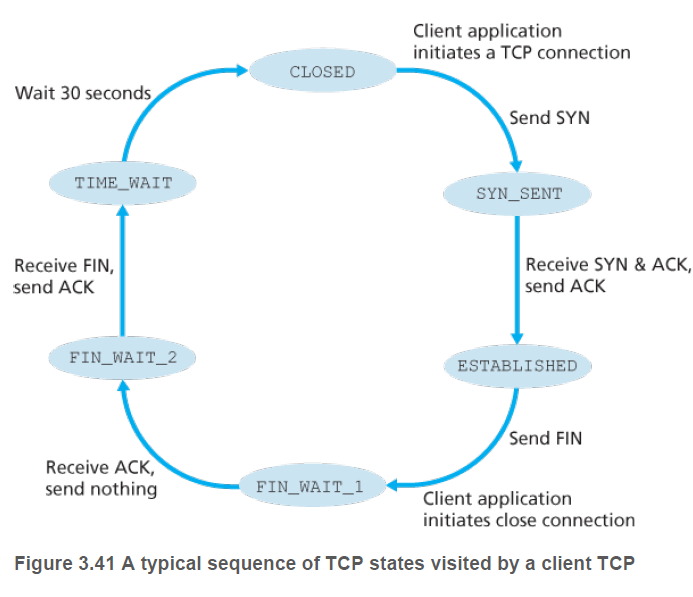 Client application
initiates a TCP connection
CLOSED
Wait 30 seconds
Send SYN
TIME_WAIT
SYN_SENT
Receive FIN,
send ACK
Receive SYN & ACK,
send ACK
FIN_WAIT_2
ESTABLISHED
Send FIN
Receive ACK,
send nothing
FIN_WAIT_1
Client application
initiates close connection
Figure 3.41 A typical sequence of TCP states visited by a client TCP